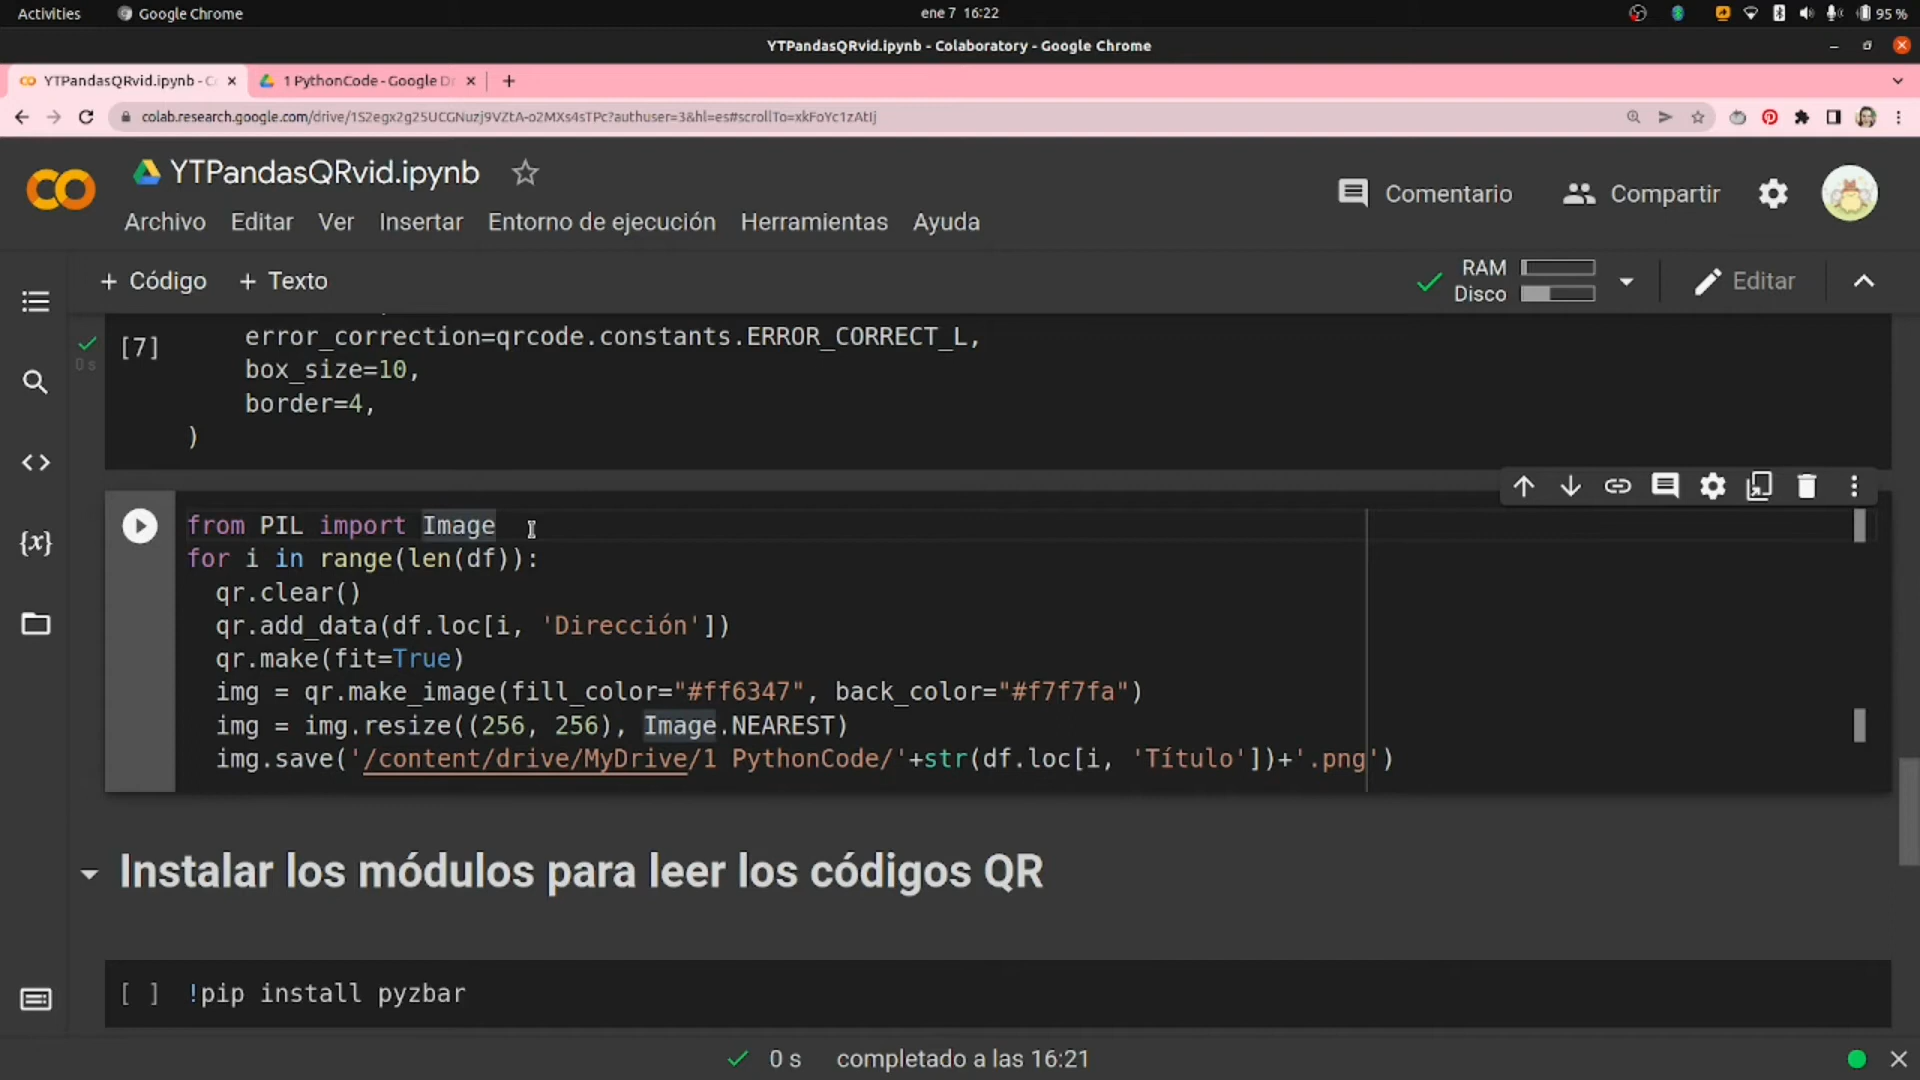 Activities
Google Chrome
ene 7 16:22
95 %
YTPandasQRvid.ipynb - Colaboratory - Google Chrome
YTPandasQRvid.ipynb - C
1 PythonCode - Google Dr
colab.research.google.com/drive/1S2egx2g25UCGNuzj9VZtA-o2MXs4sTPc?authuser=3&hl=es#scrollTo=xkFoYc1zAtIj
YTPandasQRvid.ipynb
Comentario
Compartir
Archivo Editar Ver Insertar Entorno de ejecución Herramientas Ayuda
+ Código + Texto
RAM
Disco
Editar
[7]
0 s
error_correction=qrcode.constants.ERROR_CORRECT_L,
box_size=10,
border=4,
)
from PIL import Image
for i in range(len(df)):
  qr.clear()
  qr.add_data(df.loc[i, 'Dirección'])
  qr.make(fit=True)
  img = qr.make_image(fill_color="#ff6347", back_color="#f7f7fa")
  img = img.resize((256, 256), Image.NEAREST)
  img.save('/content/drive/MyDrive/1 PythonCode/'+str(df.loc[i, 'Título'])+'.png')
Instalar los módulos para leer los códigos QR
[ ] !pip install pyzbar
0 s completado a las 16:21